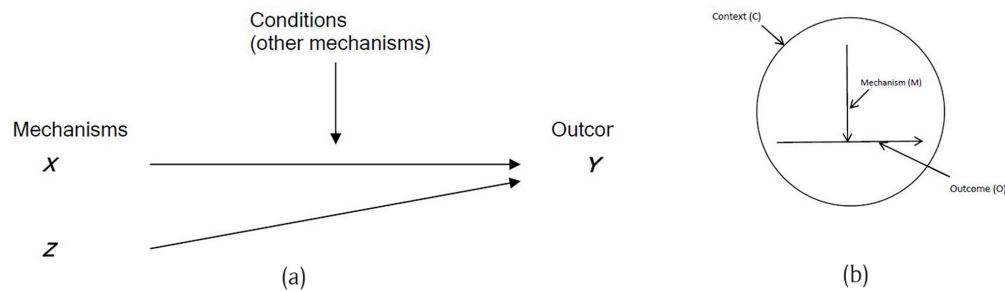 Conditions
(other mechanisms)
Mechanisms
Outcor
X
Y
Z
(a)
Context (C)
Mechanism (M)
Outcome (O)
(b)